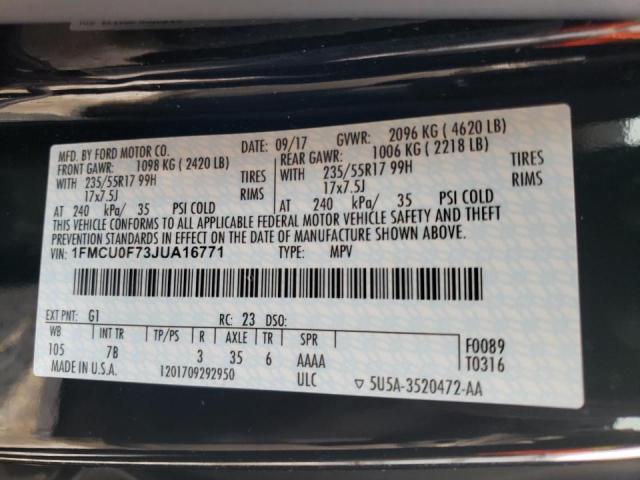 MFD. BY FORD MOTOR CO. DATE: 09/17 GVWR: 2096 KG (4620 LB)
FRONT GAWR: 1098 KG (2420 LB) REAR GAWR: 1006 KG (2218 LB)
WITH 235/55R17 99H TIRES WITH 235/55R17 99H TIRES
17x7.5J RIMS 17x7.5J RIMS
AT 240 kPa/ 35 PSI COLD AT 240 kPa/ 35 PSI COLD
THIS VEHICLE CONFORMS TO ALL APPLICABLE FEDERAL MOTOR VEHICLE SAFETY AND THEFT
PREVENTION STANDARDS IN EFFECT ON THE DATE OF MANUFACTURE SHOWN ABOVE.
VIN: 1FMCU0F73JUA16771 TYPE: MPV
EXT PNT: G1 RC: 23 DSO:
WB INT TR TP/PS R AXLE TR SPR F0089
105 7B 3 35 6 AAAA T0316
MADE IN U.S.A. 1201709292950 ULC ▽ 5U5A-3520472-AA